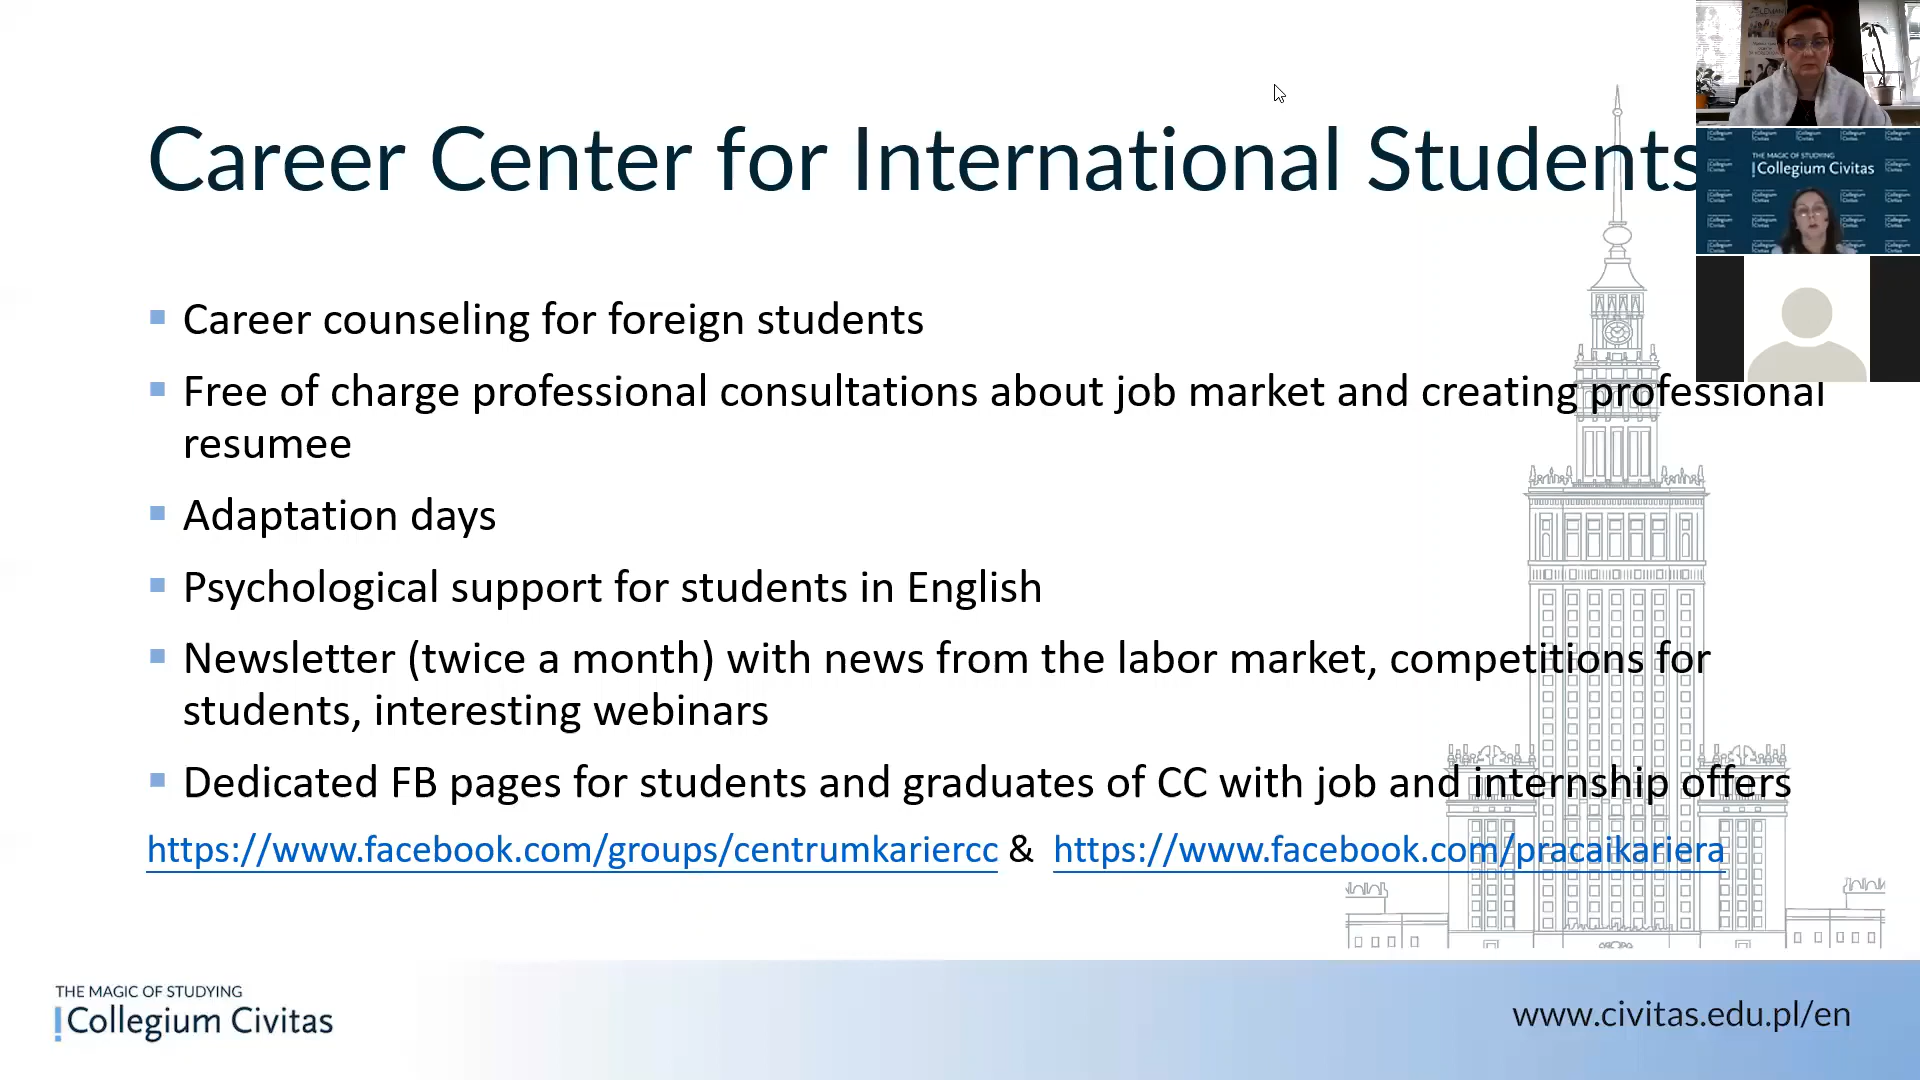 Career Center for International Students
Career counseling for foreign students
Free of charge professional consultations about job market and creating professional
resumee
Adaptation days
Psychological support for students in English
Newsletter (twice a month) with news from the labor market, competitions for
students, interesting webinars
Dedicated FB pages for students and graduates of CC with job and internship offers
https://www.facebook.com/groups/centrumkariercc & https://www.facebook.com/pracaikariera
THE MAGIC OF STUDYING
Collegium Civitas
www.civitas.edu.pl/en
THE MAGIC OF STUDYING
Collegium Civitas